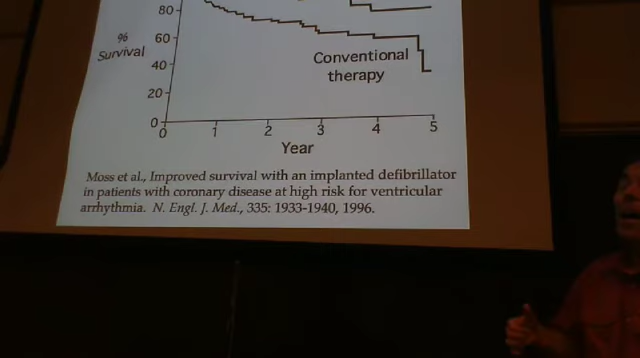 80
60
%
Survival
40
20
0
Conventional
therapy
0 1 2 3 4 5
Year
Moss et al., Improved survival with an implanted defibrillator
in patients with coronary disease at high risk for ventricular
arrhythmia. N. Engl. J. Med., 335: 1933-1940, 1996.